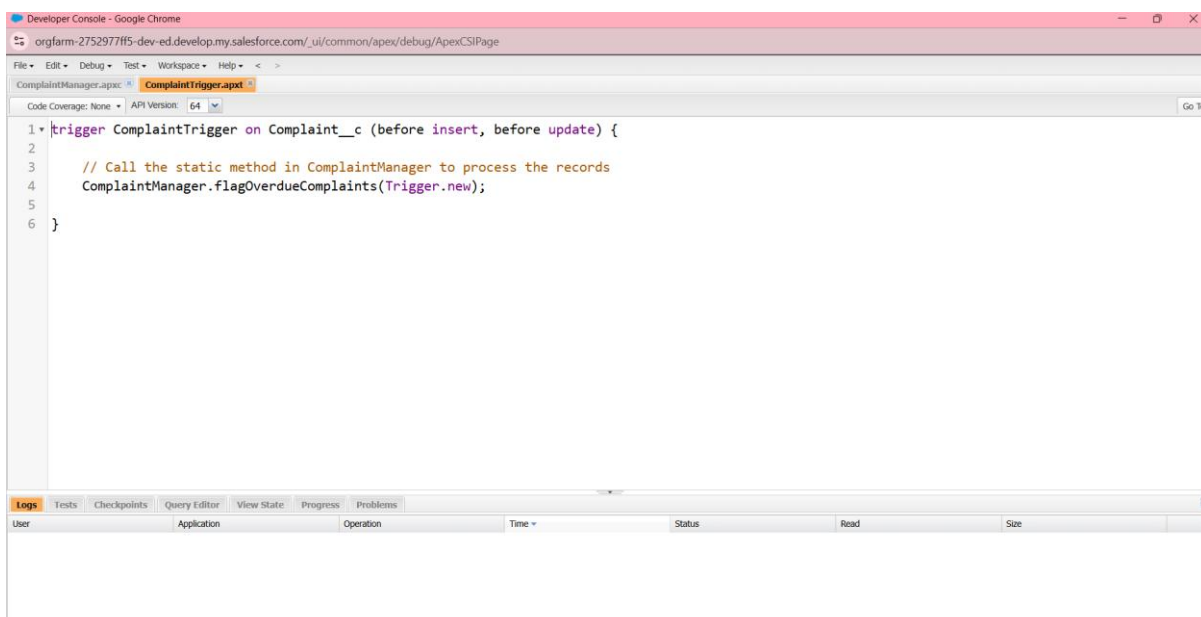 Developer Console - Google Chrome
orgfarm-2752977ff5-dev-ed.develop.my.salesforce.com/_ui/common/apex/debug/ApexCSIPage
File Edit Debug Test Workspace Help < >
ComplaintManager.apxc ComplaintTrigger.apxt
Code Coverage: None API Version: 64 Go T
1 trigger ComplaintTrigger on Complaint__c (before insert, before update) {
2
3 // Call the static method in ComplaintManager to process the records
4 ComplaintManager.flagOverdueComplaints(Trigger.new);
5
6 }
Logs Tests Checkpoints Query Editor View State Progress Problems
User Application Operation Time Status Read Size